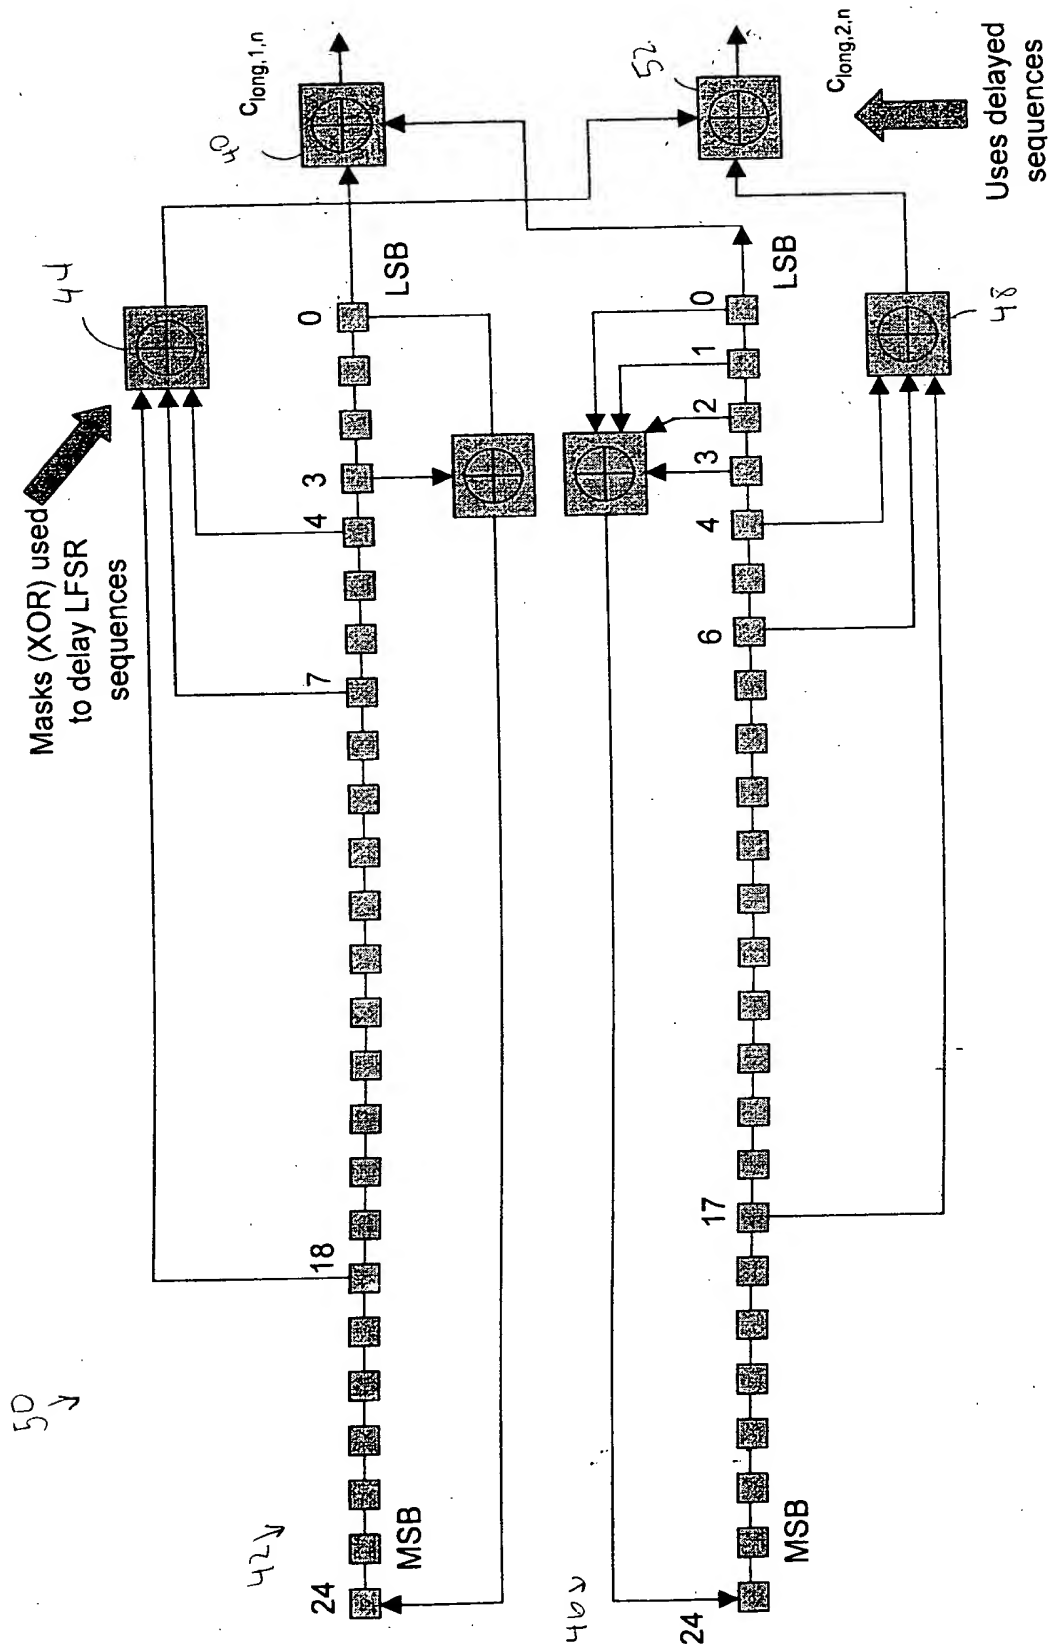 50
Masks (XOR) used
to delay LFSR
sequences
44
40
c_long,1,n
42
24
18
7
4
3
0
MSB
LSB
46
24
17
6
4
3
2
1
0
MSB
LSB
52
48
c_long,2,n
Uses delayed
sequences